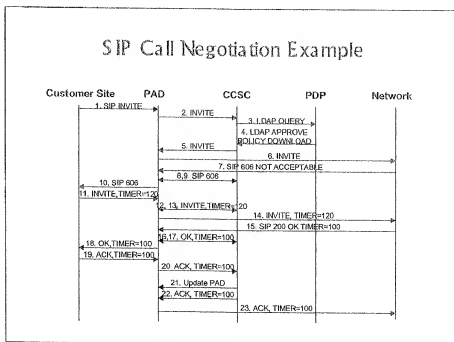 SIP Call Negotiation Example
Customer Site PAD CCSC PDP Network
1. SIP INVITE
2. INVITE
3. LDAP QUERY
4. LDAP APPROVE
POLICY DOWNLOAD
5. INVITE
6. INVITE
7. SIP 606 NOT ACCEPTABLE
8,9. SIP 606
10. SIP 606
11. INVITE,TIMER=120
12, 13. INVITE,TIMER=120
14. INVITE, TIMER=120
15. SIP 200 OK TIMER=100
16,17. OK,TIMER=100
18. OK,TIMER=100
19. ACK,TIMER=100
20. ACK, TIMER=100
21. Update PAD
22. ACK, TIMER=100
23. ACK, TIMER=100